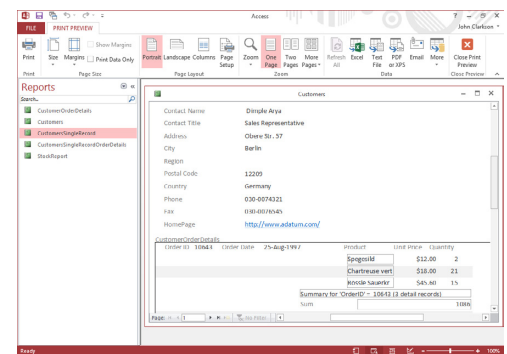 Access
FILE PRINT PREVIEW John Clarkson
Print Size Margins Show Margins Print Data Only Portrait Landscape Columns Page Setup Zoom One Page Two Pages More Pages Refresh All Excel Text File PDF or XPS Email More Close Print Preview
Print Page Size Page Layout Zoom Data Close Preview
Reports
Search...
CustomerOrderDetails
Customers
CustomersSingleRecord
CustomersSingleRecordOrderDetails
StockReport
Customers
Contact Name Dimple Arya
Contact Title Sales Representative
Address Obere Str. 57
City Berlin
Region
Postal Code 12209
Country Germany
Phone 030-0074321
Fax 030-0076545
HomePage http://www.adatum.com/
CustomerOrderDetails
Order ID 10643 Order Date 25-Aug-1997 Product Unit Price Quantity
Spegesild $12.00 2
Chartreuse vert $18.00 21
Rössle Sauerkr $45.60 15
Summary for 'OrderID' = 10643 (3 detail records)
Sum
Page: 1 No Filter
Ready 100%